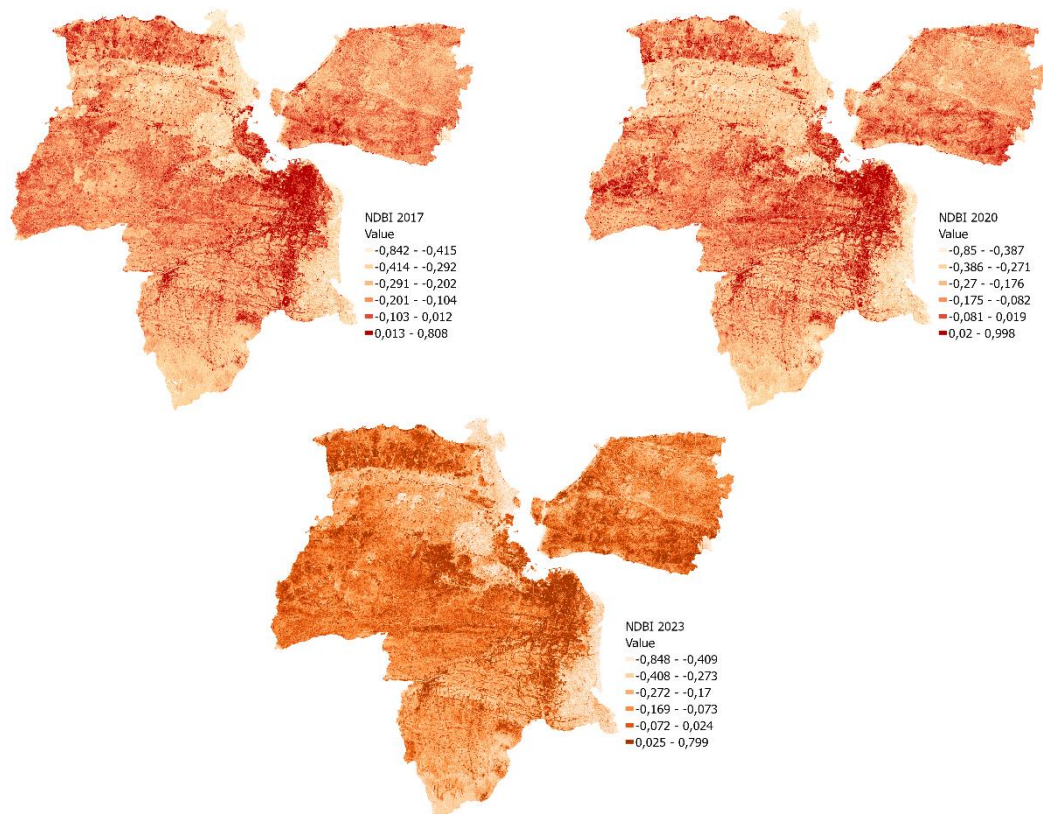 NDBI 2017
Value
-0,842 - -0,415
-0,414 - -0,292
-0,291 - -0,202
-0,201 - -0,104
-0,103 - 0,012
0,013 - 0,808
NDBI 2020
Value
-0,85 - -0,387
-0,386 - -0,271
-0,27 - -0,176
-0,175 - -0,082
-0,081 - 0,019
0,02 - 0,998
NDBI 2023
Value
-0,848 - -0,409
-0,408 - -0,273
-0,272 - -0,17
-0,169 - -0,073
-0,072 - 0,024
0,025 - 0,799